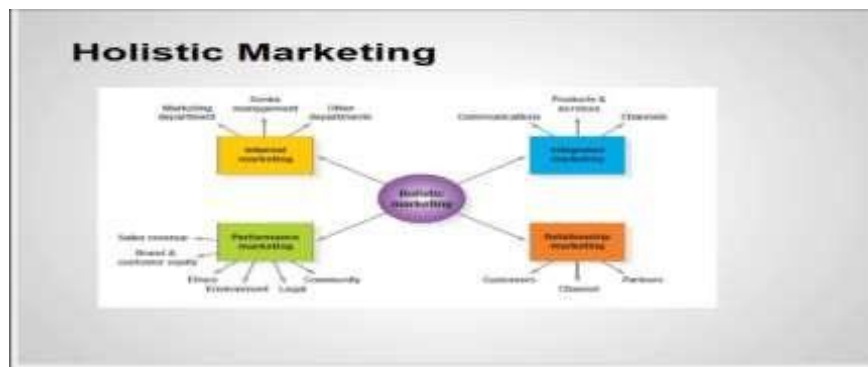 Holistic Marketing
Marketing
department
Senior
management
Other
departments
Internal
marketing
Communications
Products &
services
Channels
Integrated
marketing
Holistic
marketing
Sales revenue
Brand &
customer equity
Ethics
Environment
Legal
Community
Performance
marketing
Customers
Channel
Partners
Relationship
marketing